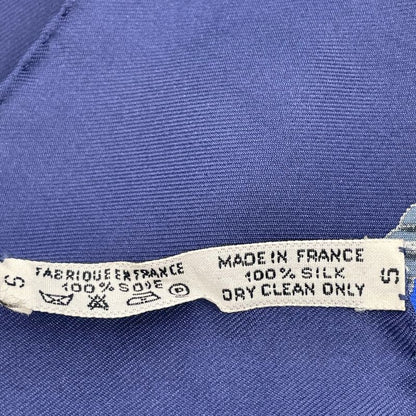 S
FABRIQUE EN FRANCE
100% SOIE
MADE IN FRANCE
100% SILK
DRY CLEAN ONLY
S